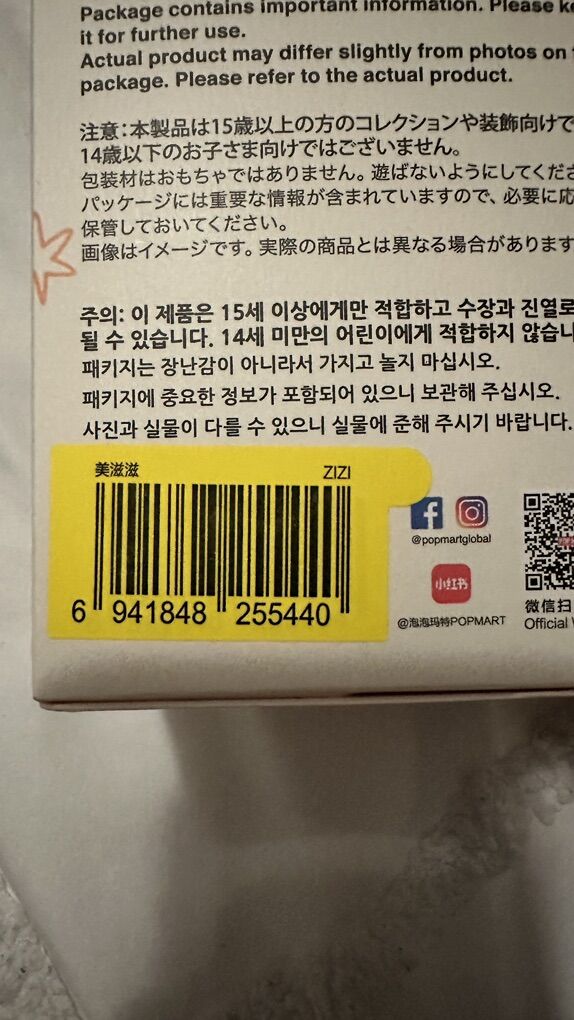 Package contains important information. Please ke
it for further use.
Actual product may differ slightly from photos on
package. Please refer to the actual product.
注意:本製品は15歳以上の方のコレクションや装飾向けで
14歳以下のお子さま向けではございません。
包装材はおもちゃではありません。遊ばないようにしてくださ
パッケージには重要な情報が含まれていますので、必要に応
保管しておいてください。
画像はイメージです。実際の商品とは異なる場合があります
주의: 이 제품은 15세 이상에게만 적합하고 수장과 진열로
될 수 있습니다. 14세 미만의 어린이에게 적합하지 않습니
패키지는 장난감이 아니라서 가지고 놀지 마십시오.
패키지에 중요한 정보가 포함되어 있으니 보관해 주십시오.
사진과 실물이 다를 수 있으니 실물에 준해 주시기 바랍니다.
美滋滋 ZIZI
6 941848 255440
@popmartglobal
小红书
@泡泡玛特POPMART
微信扫
Official